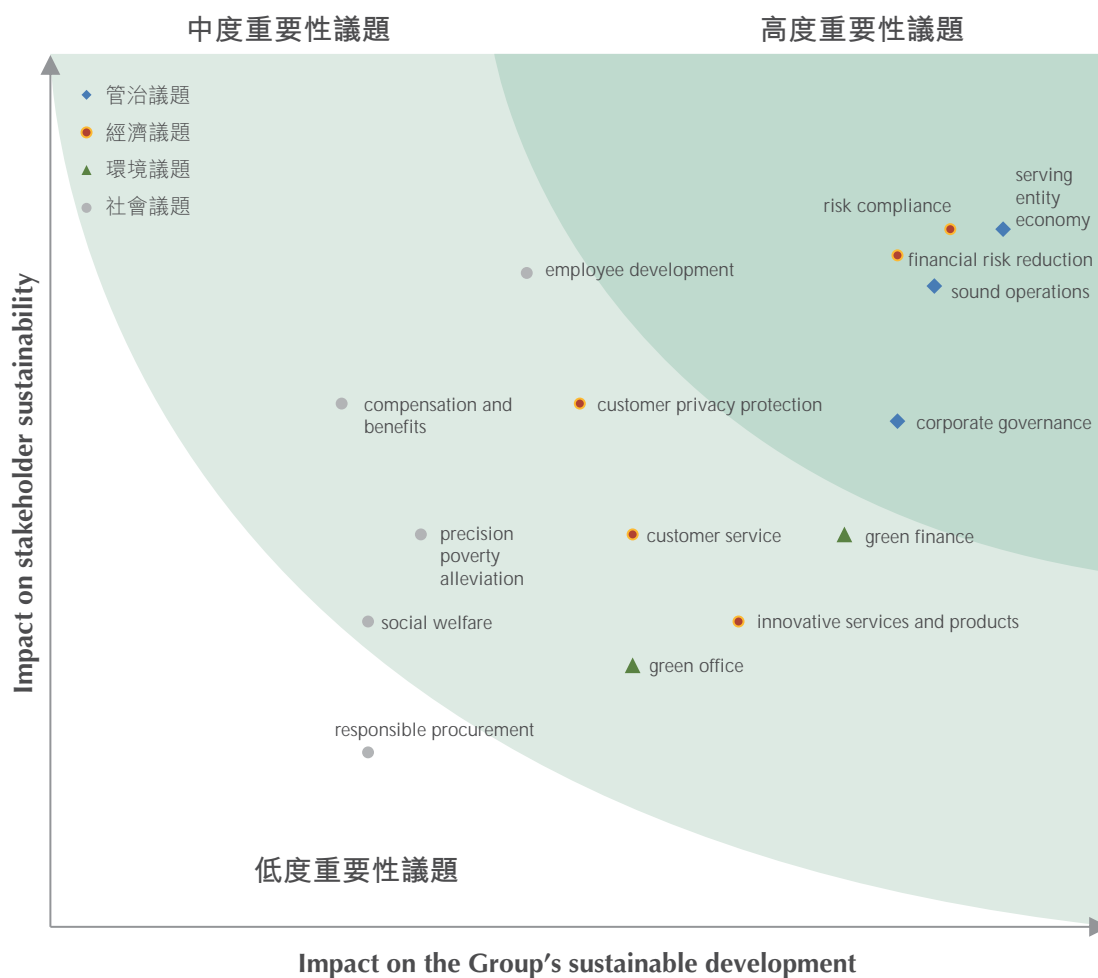 中度重要性議題
高度重要性議題
管治議題
經濟議題
環境議題
社會議題
serving
entity
economy
risk compliance
financial risk reduction
sound operations
employee development
compensation and
benefits
customer privacy protection
corporate governance
precision
poverty
alleviation
customer service
green finance
social welfare
innovative services and products
green office
responsible procurement
低度重要性議題
Impact on stakeholder sustainability
Impact on the Group's sustainable development